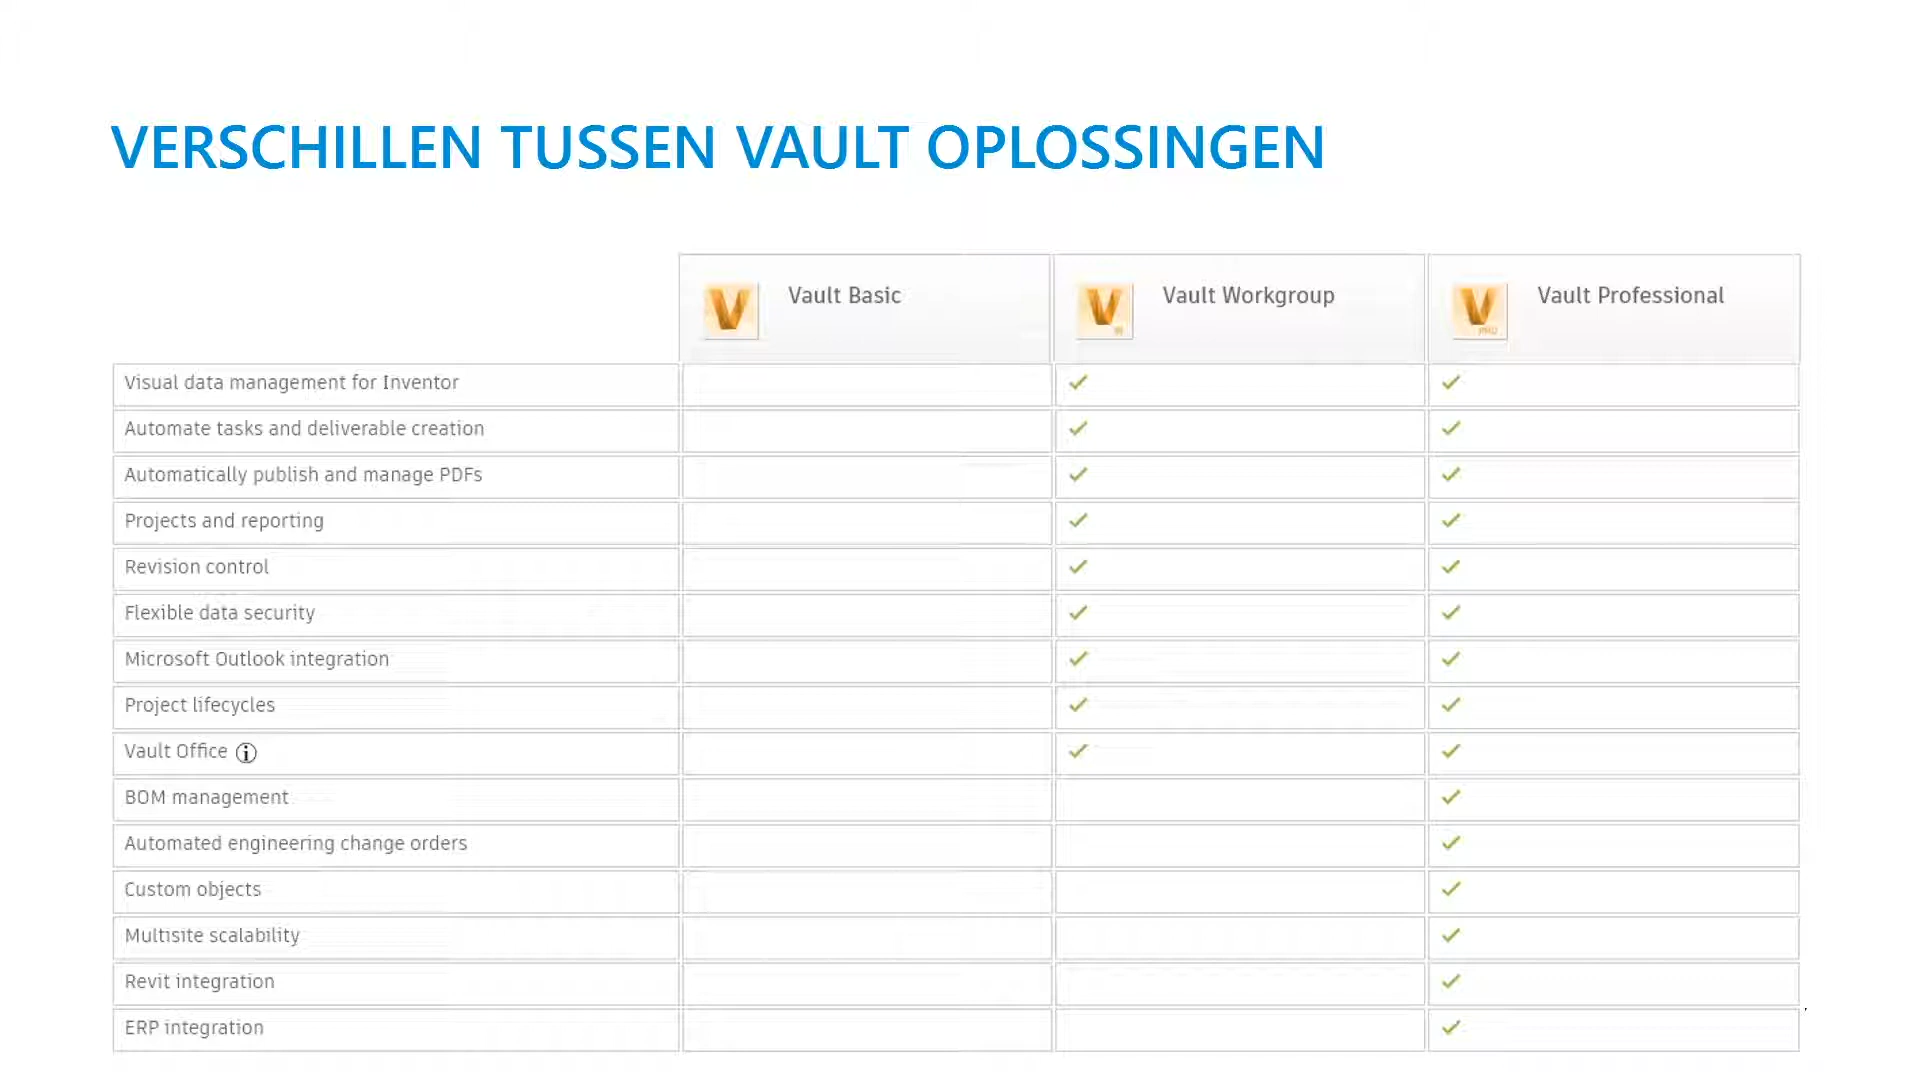 VERSCHILLEN TUSSEN VAULT OPLOSSINGEN
Vault Basic
Vault Workgroup
Vault Professional
Visual data management for Inventor
Automate tasks and deliverable creation
Automatically publish and manage PDFs
Projects and reporting
Revision control
Flexible data security
Microsoft Outlook integration
Project lifecycles
Vault Office
BOM management
Automated engineering change orders
Custom objects
Multisite scalability
Revit integration
ERP integration